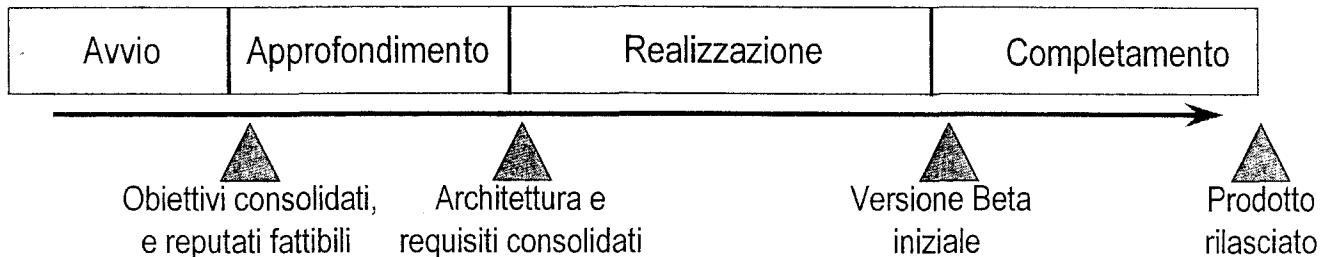 Avvio
Approfondimento
Realizzazione
Completamento
Obiettivi consolidati,
e reputati fattibili
Architettura e
requisiti consolidati
Versione Beta
iniziale
Prodotto
rilasciato